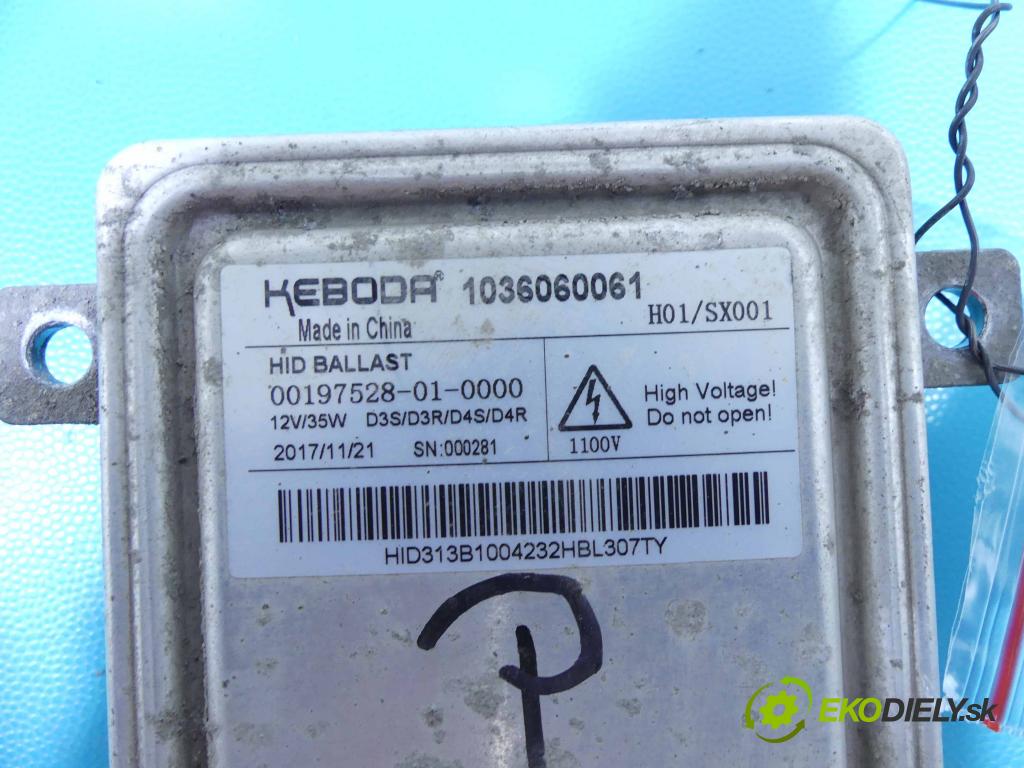 KEBODA® 1036060061
Made in China H01/SX001
HID BALLAST
00197528-01-0000
12V/35W D3S/D3R/D4S/D4R
2017/11/21 SN:000281
High Voltage!
Do not open!
1100V
HID313B1004232HBL307TY
P
EKODIELY.sk